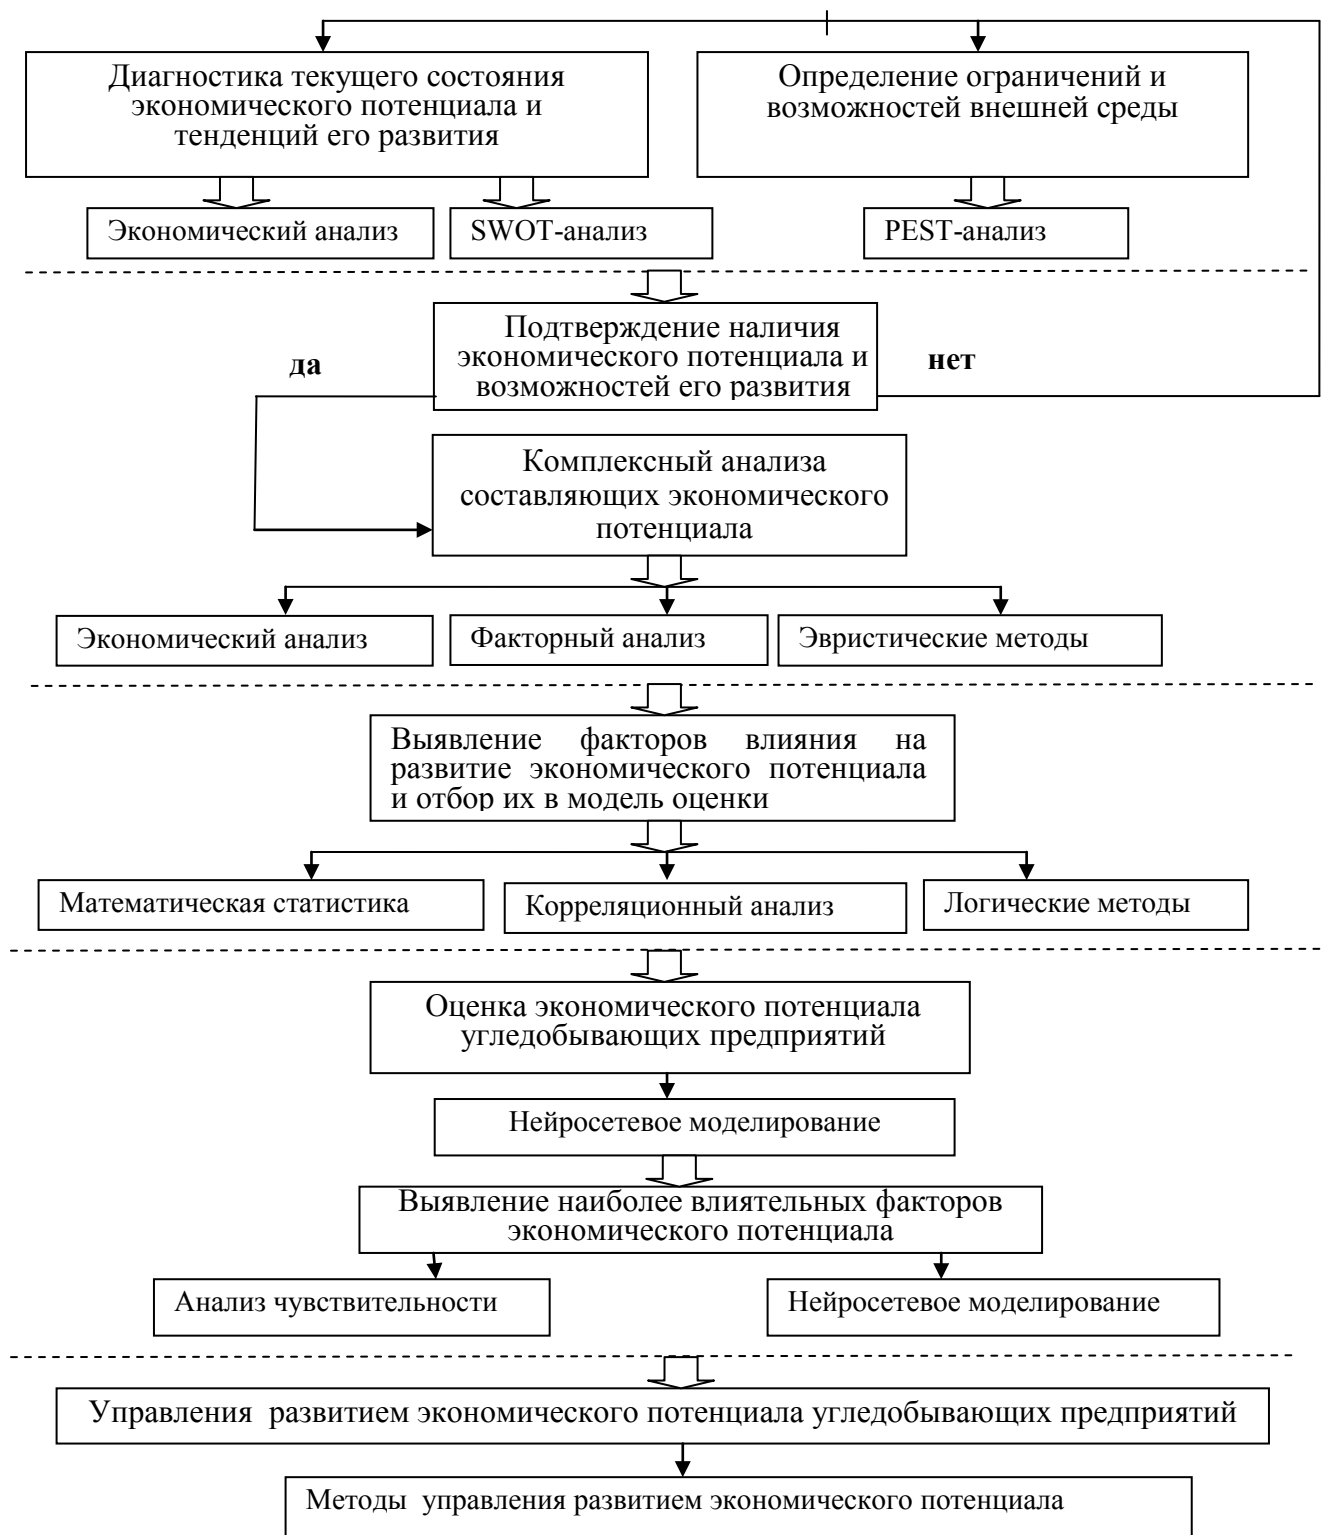 Диагностика текущего состояния
экономического потенциала и
тенденций его развития
Определение ограничений и
возможностей внешней среды
Экономический анализ
SWOT-анализ
PEST-анализ
Подтверждение наличия
экономического потенциала и
возможностей его развития
да
нет
Комплексный анализа
составляющих экономического
потенциала
Экономический анализ
Факторный анализ
Эвристические методы
Выявление факторов влияния на
развитие экономического потенциала
и отбор их в модель оценки
Математическая статистика
Корреляционный анализ
Логические методы
Оценка экономического потенциала
угледобывающих предприятий
Нейросетевое моделирование
Выявление наиболее влиятельных факторов
экономического потенциала
Анализ чувствительности
Нейросетевое моделирование
Управления развитием экономического потенциала угледобывающих предприятий
Методы управления развитием экономического потенциала